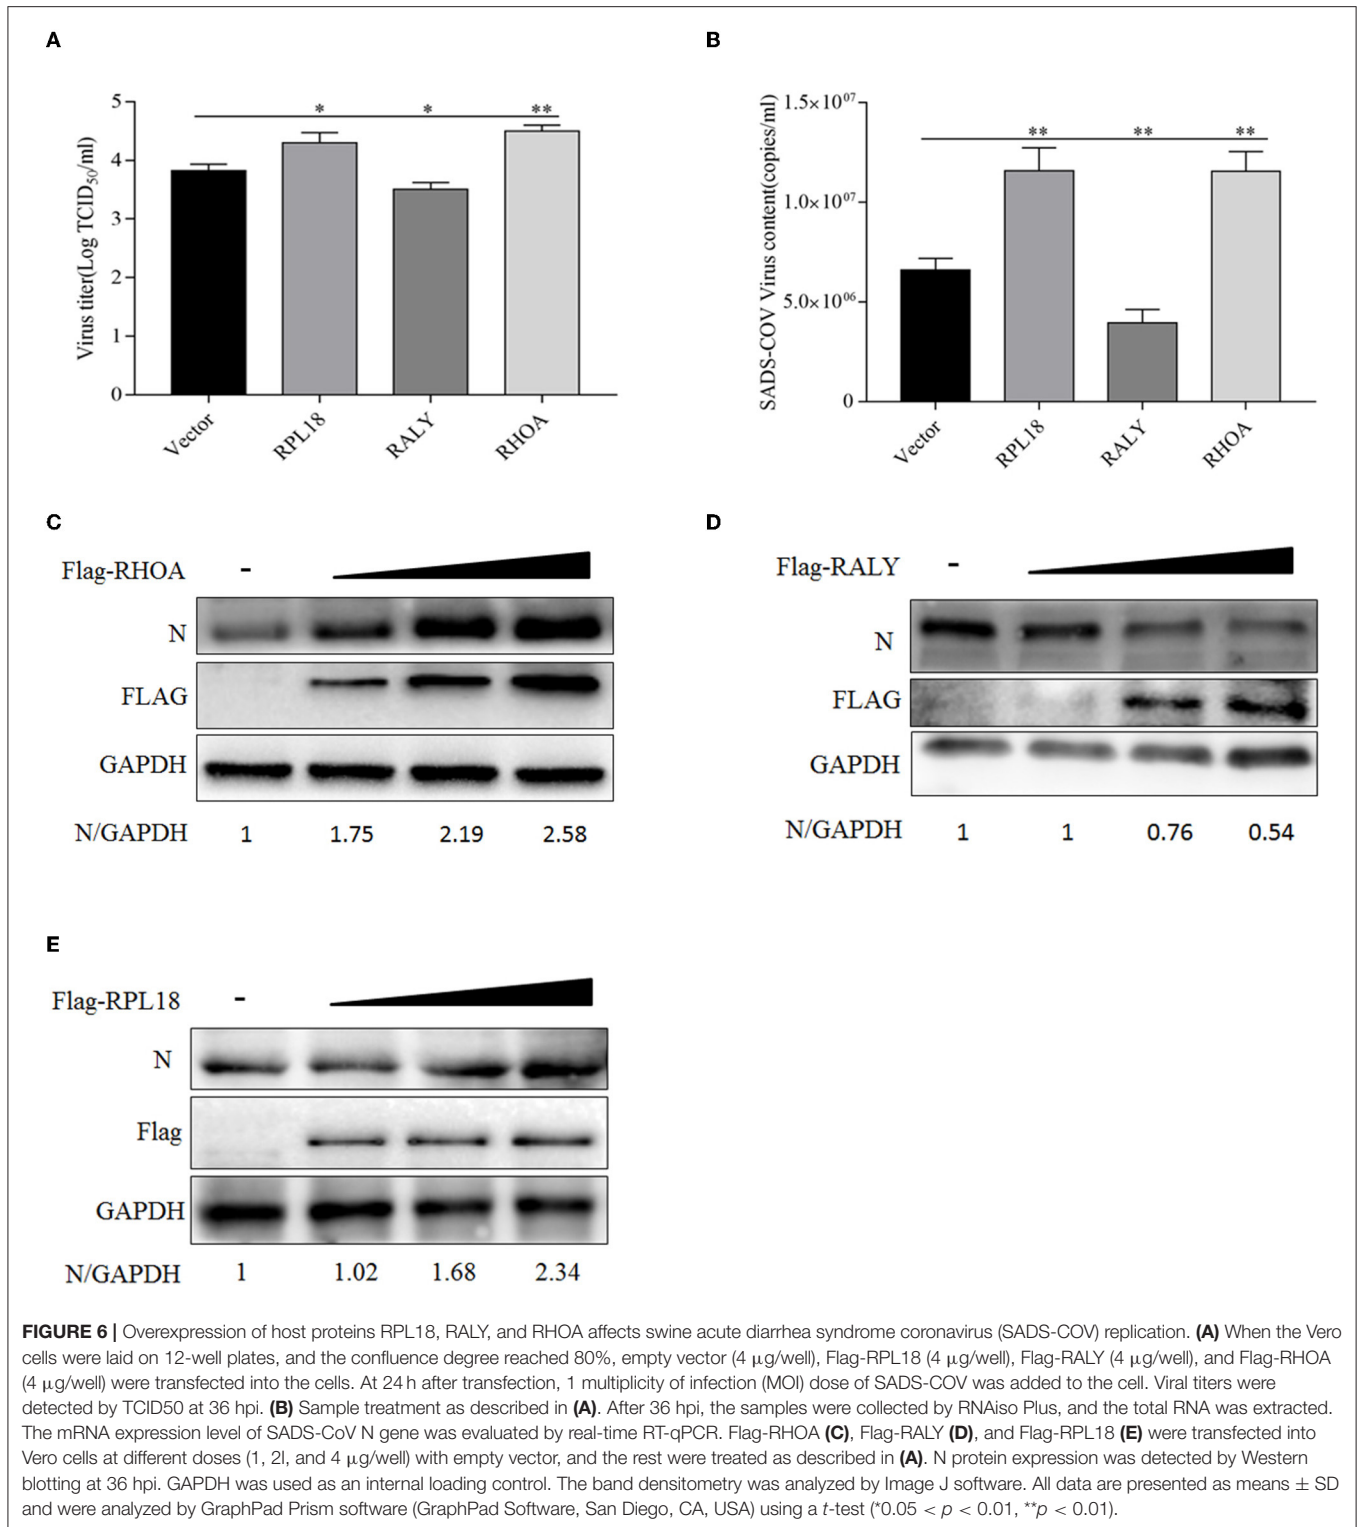 A
B
5
4
3
2
1
0
Virus titer(Log TCID50/ml)
* * **
Vector
RPL18
RALY
RHOA
1.5×10^07
1.0×10^07
5.0×10^06
0
SADS-COV Virus content(copies/ml)
** ** **
Vector
RPL18
RALY
RHOA
C
Flag-RHOA -
N
FLAG
GAPDH
N/GAPDH 1 1.75 2.19 2.58
D
Flag-RALY -
N
FLAG
GAPDH
N/GAPDH 1 1 0.76 0.54
E
Flag-RPL18 -
N
Flag
GAPDH
N/GAPDH 1 1.02 1.68 2.34
FIGURE 6 | Overexpression of host proteins RPL18, RALY, and RHOA affects swine acute diarrhea syndrome coronavirus (SADS-COV) replication. (A) When the Vero
cells were laid on 12-well plates, and the confluence degree reached 80%, empty vector (4 μg/well), Flag-RPL18 (4 μg/well), Flag-RALY (4 μg/well), and Flag-RHOA
(4 μg/well) were transfected into the cells. At 24 h after transfection, 1 multiplicity of infection (MOI) dose of SADS-COV was added to the cell. Viral titers were
detected by TCID50 at 36 hpi. (B) Sample treatment as described in (A). After 36 hpi, the samples were collected by RNAiso Plus, and the total RNA was extracted.
The mRNA expression level of SADS-CoV N gene was evaluated by real-time RT-qPCR. Flag-RHOA (C), Flag-RALY (D), and Flag-RPL18 (E) were transfected into
Vero cells at different doses (1, 2l, and 4 μg/well) with empty vector, and the rest were treated as described in (A). N protein expression was detected by Western
blotting at 36 hpi. GAPDH was used as an internal loading control. The band densitometry was analyzed by Image J software. All data are presented as means ± SD
and were analyzed by GraphPad Prism software (GraphPad Software, San Diego, CA, USA) using a t-test (*0.05 < p < 0.01, **p < 0.01).